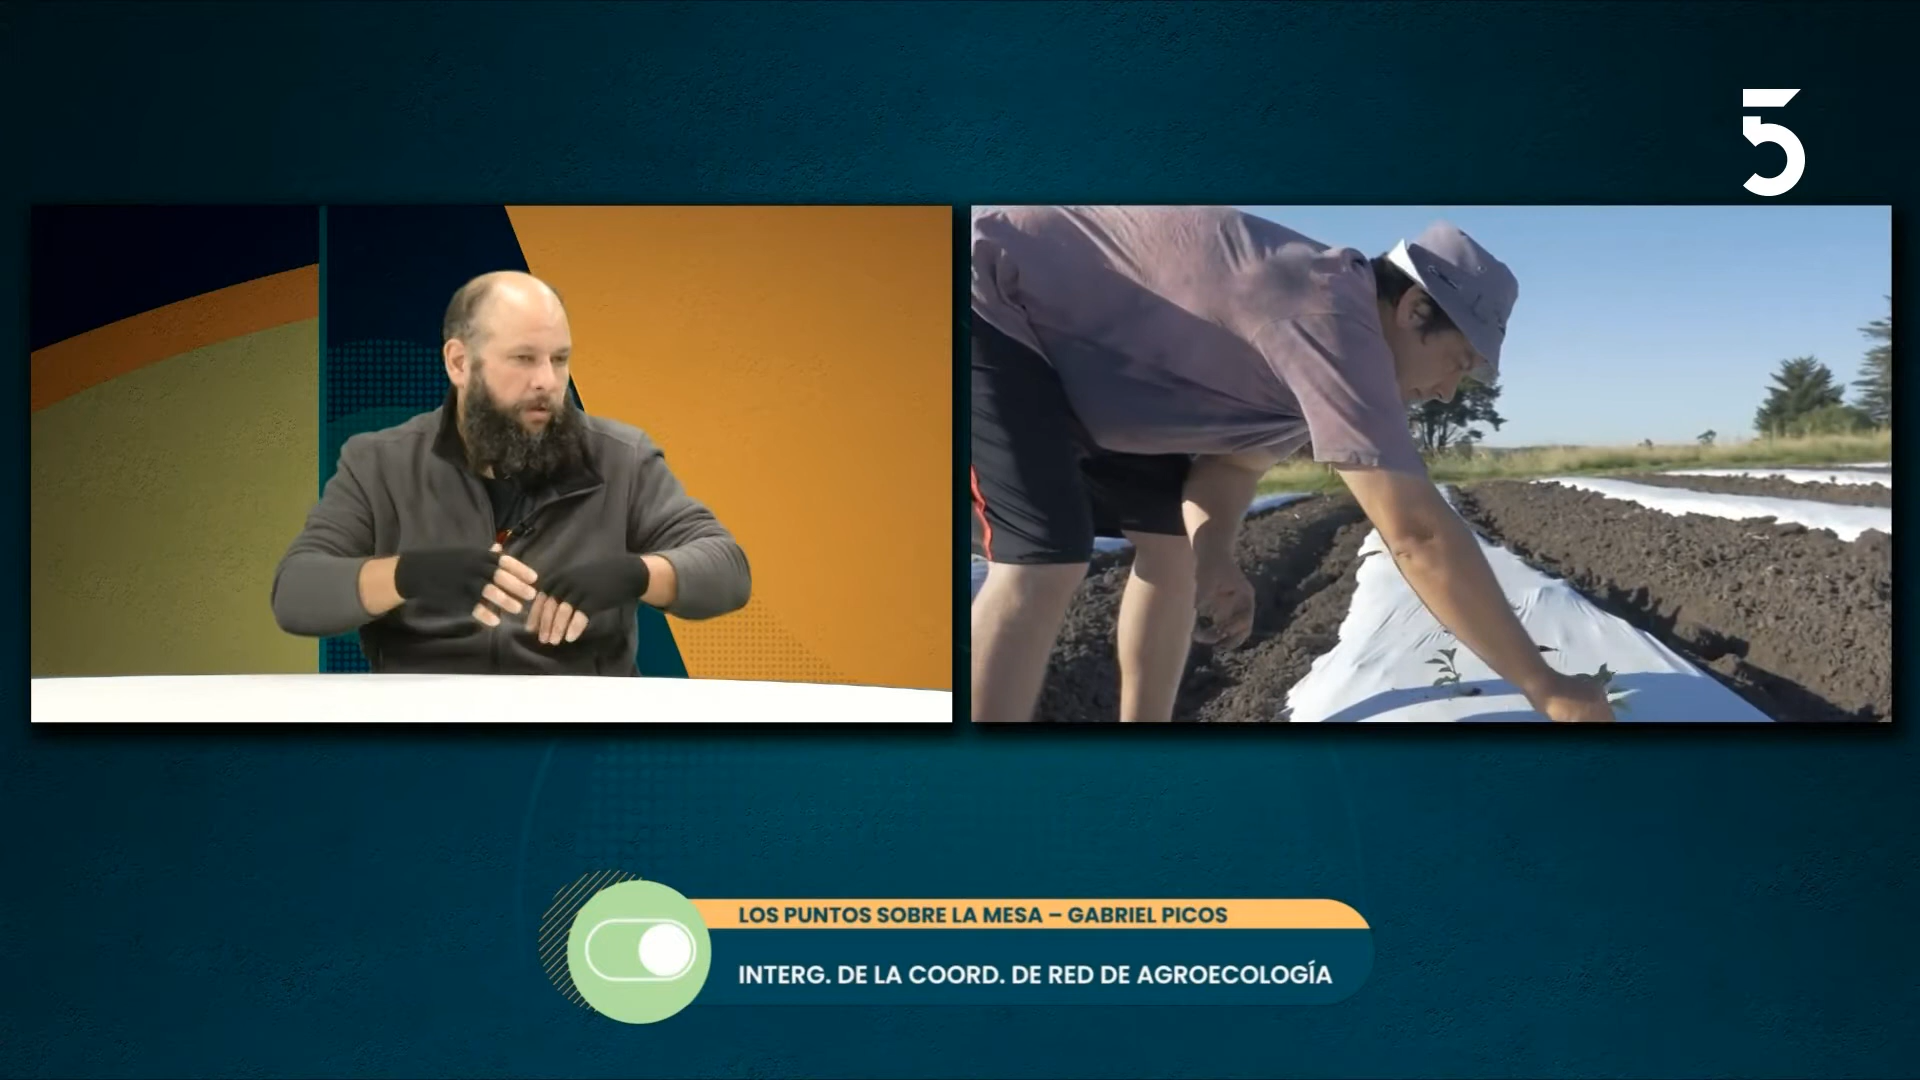 5
LOS PUNTOS SOBRE LA MESA – GABRIEL PICOS
INTERG. DE LA COORD. DE RED DE AGROECOLOGÍA